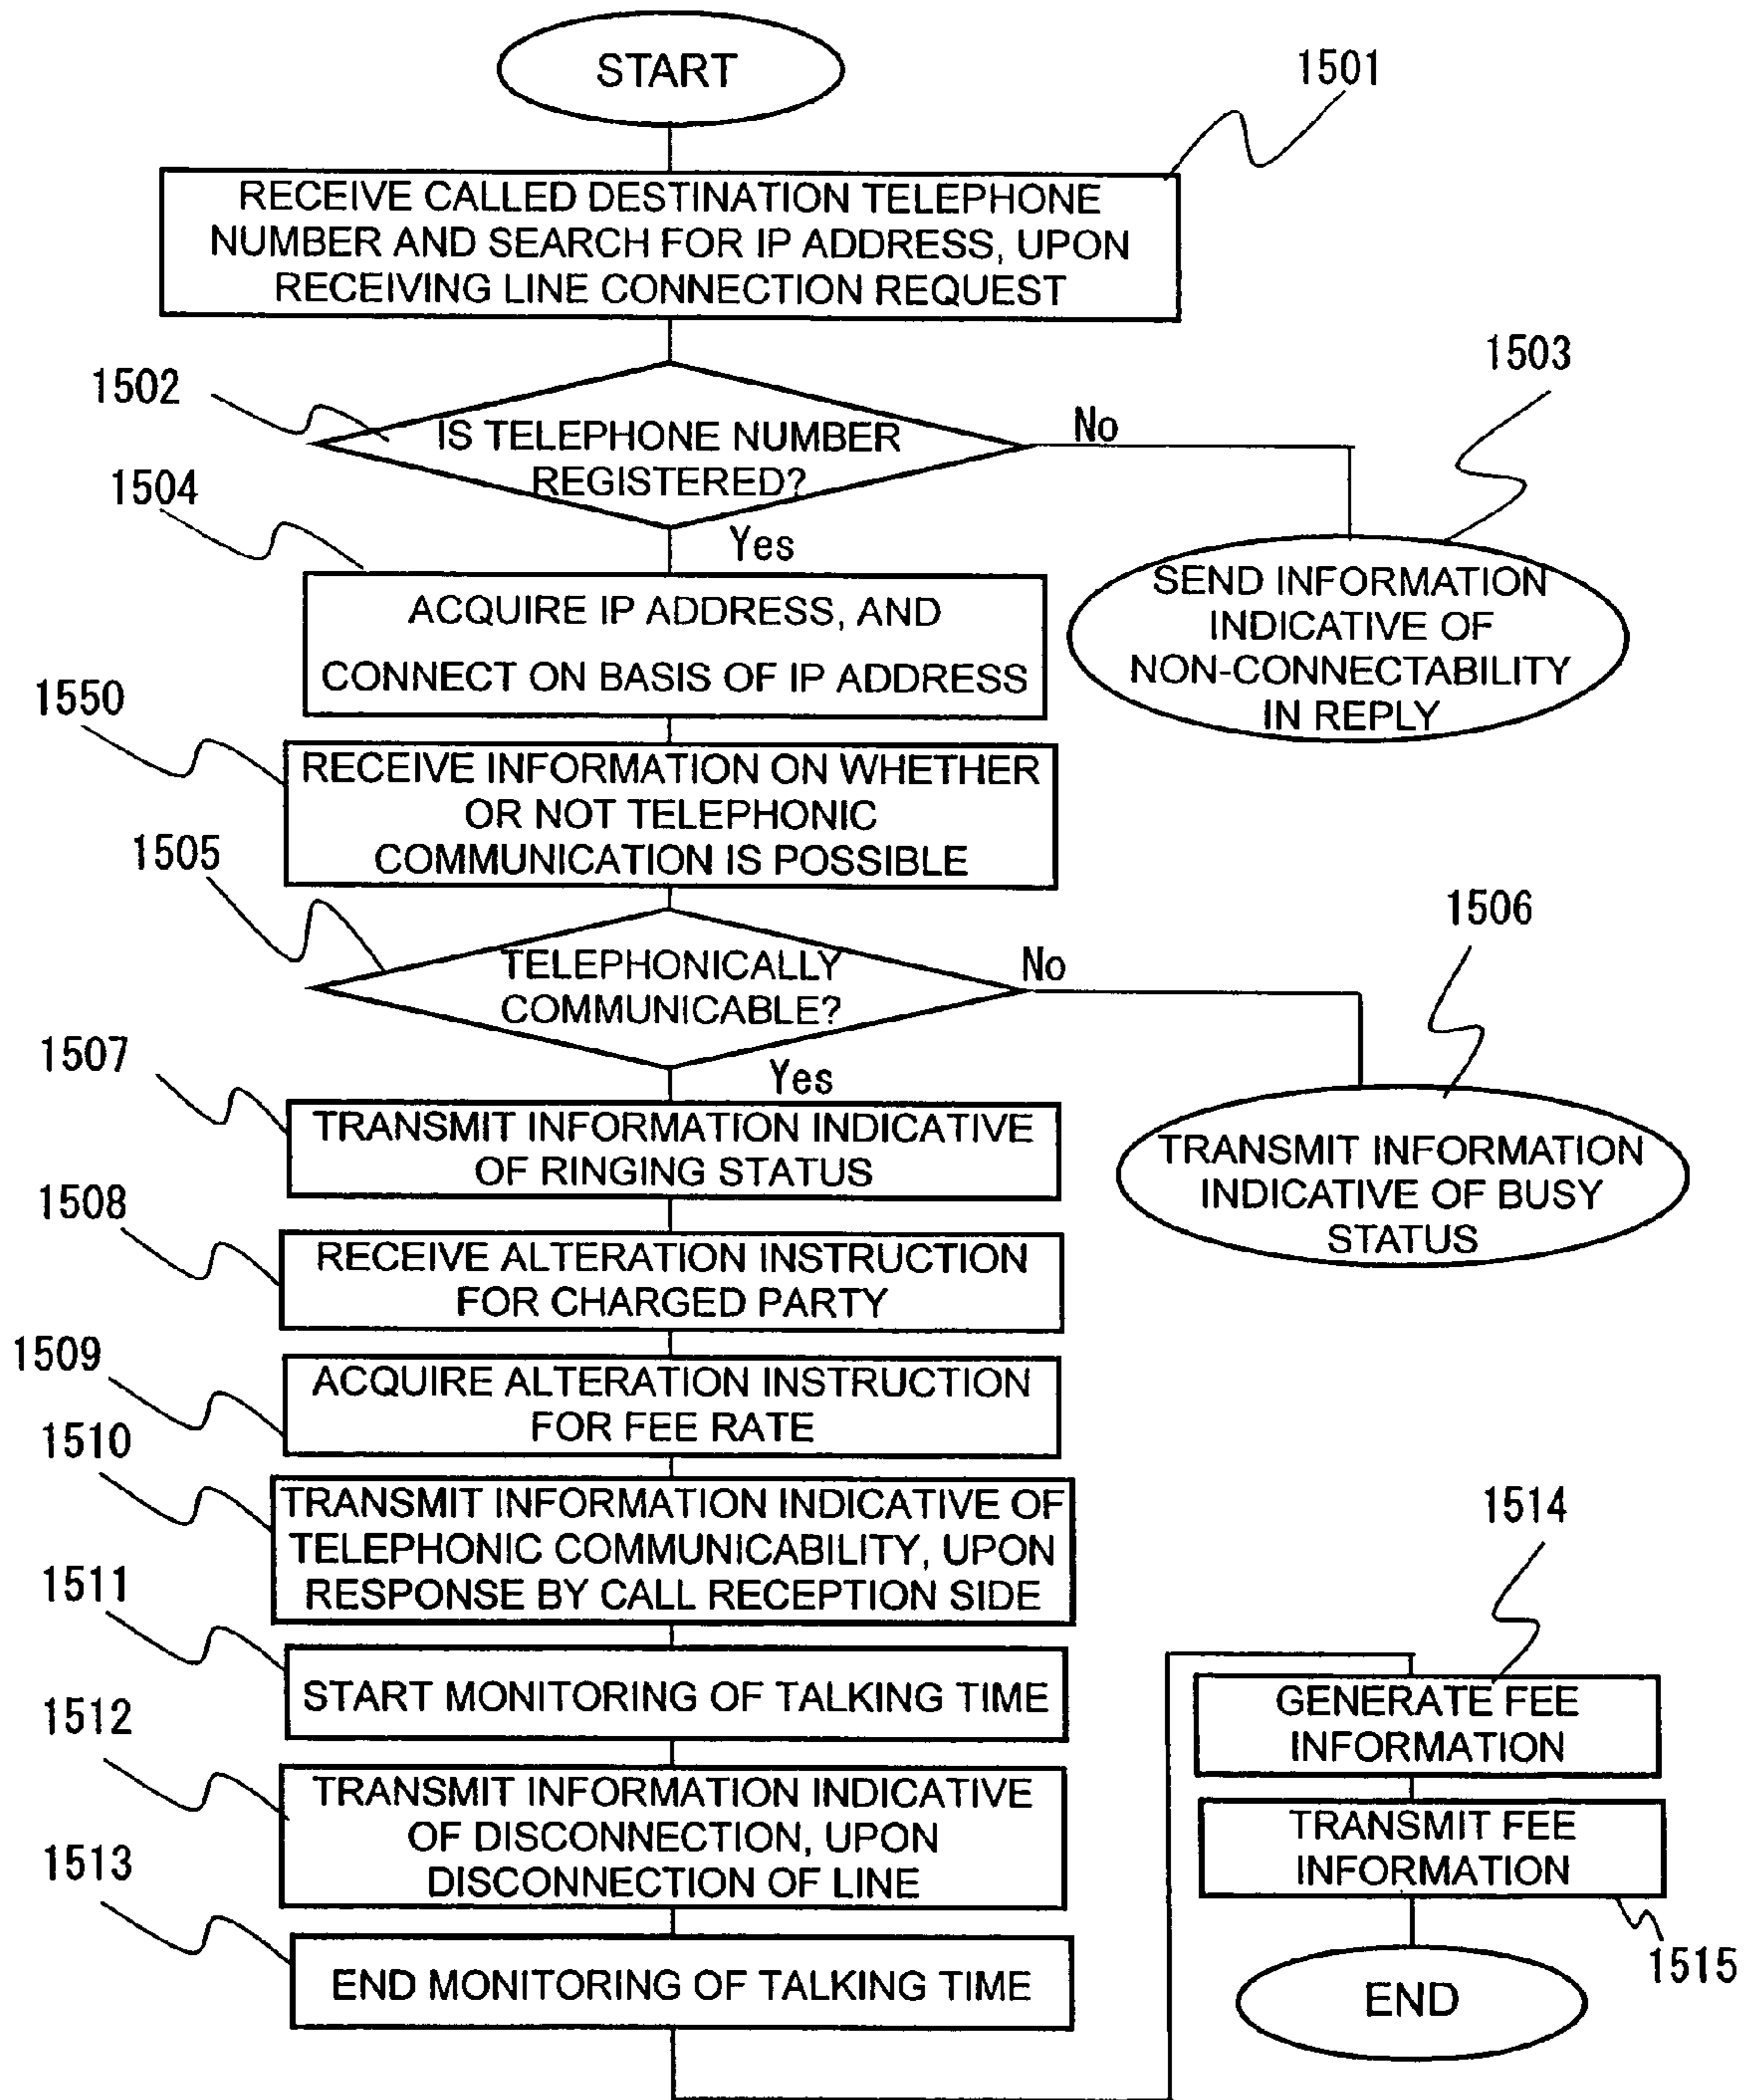 START
1501
RECEIVE CALLED DESTINATION TELEPHONE
NUMBER AND SEARCH FOR IP ADDRESS, UPON
RECEIVING LINE CONNECTION REQUEST
1502
IS TELEPHONE NUMBER
REGISTERED?
No
1503
SEND INFORMATION
INDICATIVE OF
NON-CONNECTABILITY
IN REPLY
Yes
1504
ACQUIRE IP ADDRESS, AND
CONNECT ON BASIS OF IP ADDRESS
1550
RECEIVE INFORMATION ON WHETHER
OR NOT TELEPHONIC
COMMUNICATION IS POSSIBLE
1505
TELEPHONICALLY
COMMUNICABLE?
No
1506
TRANSMIT INFORMATION
INDICATIVE OF BUSY
STATUS
Yes
1507
TRANSMIT INFORMATION INDICATIVE
OF RINGING STATUS
1508
RECEIVE ALTERATION INSTRUCTION
FOR CHARGED PARTY
1509
ACQUIRE ALTERATION INSTRUCTION
FOR FEE RATE
1510
TRANSMIT INFORMATION INDICATIVE OF
TELEPHONIC COMMUNICABILITY, UPON
RESPONSE BY CALL RECEPTION SIDE
1511
START MONITORING OF TALKING TIME
1512
TRANSMIT INFORMATION INDICATIVE
OF DISCONNECTION, UPON
DISCONNECTION OF LINE
1513
END MONITORING OF TALKING TIME
1514
GENERATE FEE
INFORMATION
TRANSMIT FEE
INFORMATION
1515
END